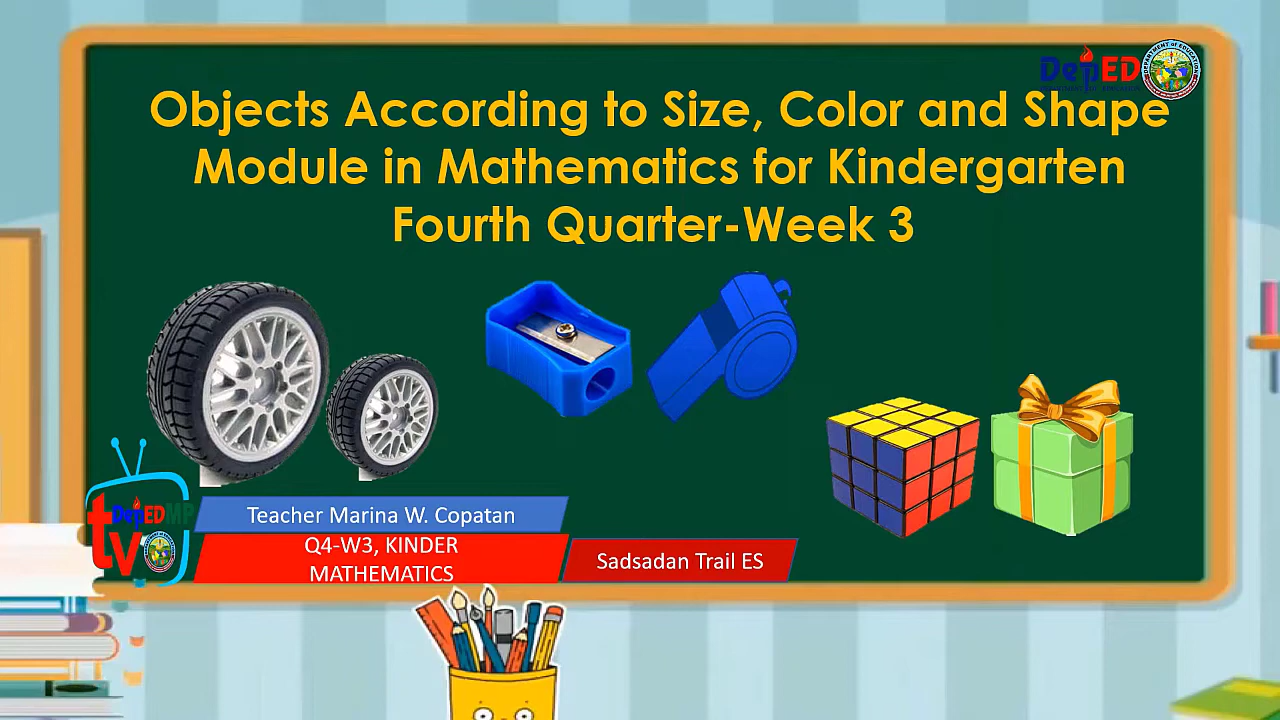 DepED
Objects According to Size, Color and Shape
Module in Mathematics for Kindergarten
Fourth Quarter-Week 3
DepEDMP
tv
Teacher Marina W. Copatan
Q4-W3, KINDER
MATHEMATICS
Sadsadan Trail ES